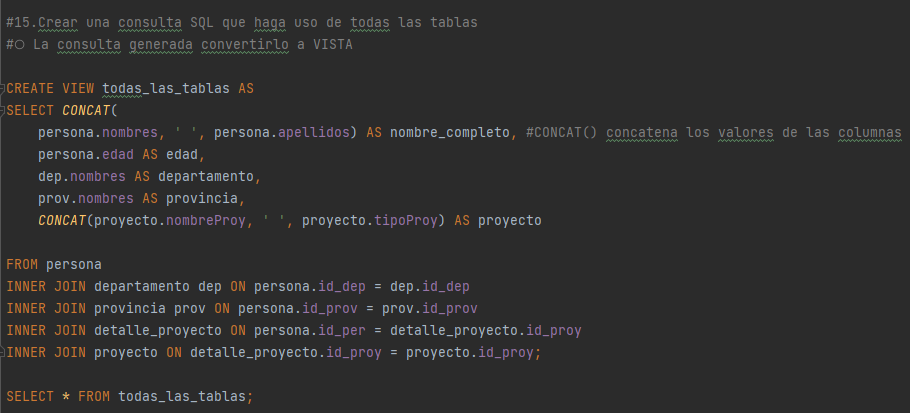 #15.Crear una consulta SQL que haga uso de todas las tablas
#○ La consulta generada convertirlo a VISTA
CREATE VIEW todas_las_tablas AS
SELECT CONCAT(
persona.nombres, ' ', persona.apellidos) AS nombre_completo, #CONCAT() concatena los valores de las columnas
persona.edad AS edad,
dep.nombres AS departamento,
prov.nombres AS provincia,
CONCAT(proyecto.nombreProy, ' ', proyecto.tipoProy) AS proyecto
FROM persona
INNER JOIN departamento dep ON persona.id_dep = dep.id_dep
INNER JOIN provincia prov ON persona.id_prov = prov.id_prov
INNER JOIN detalle_proyecto ON persona.id_per = detalle_proyecto.id_proy
INNER JOIN proyecto ON detalle_proyecto.id_proy = proyecto.id_proy;
SELECT * FROM todas_las_tablas;